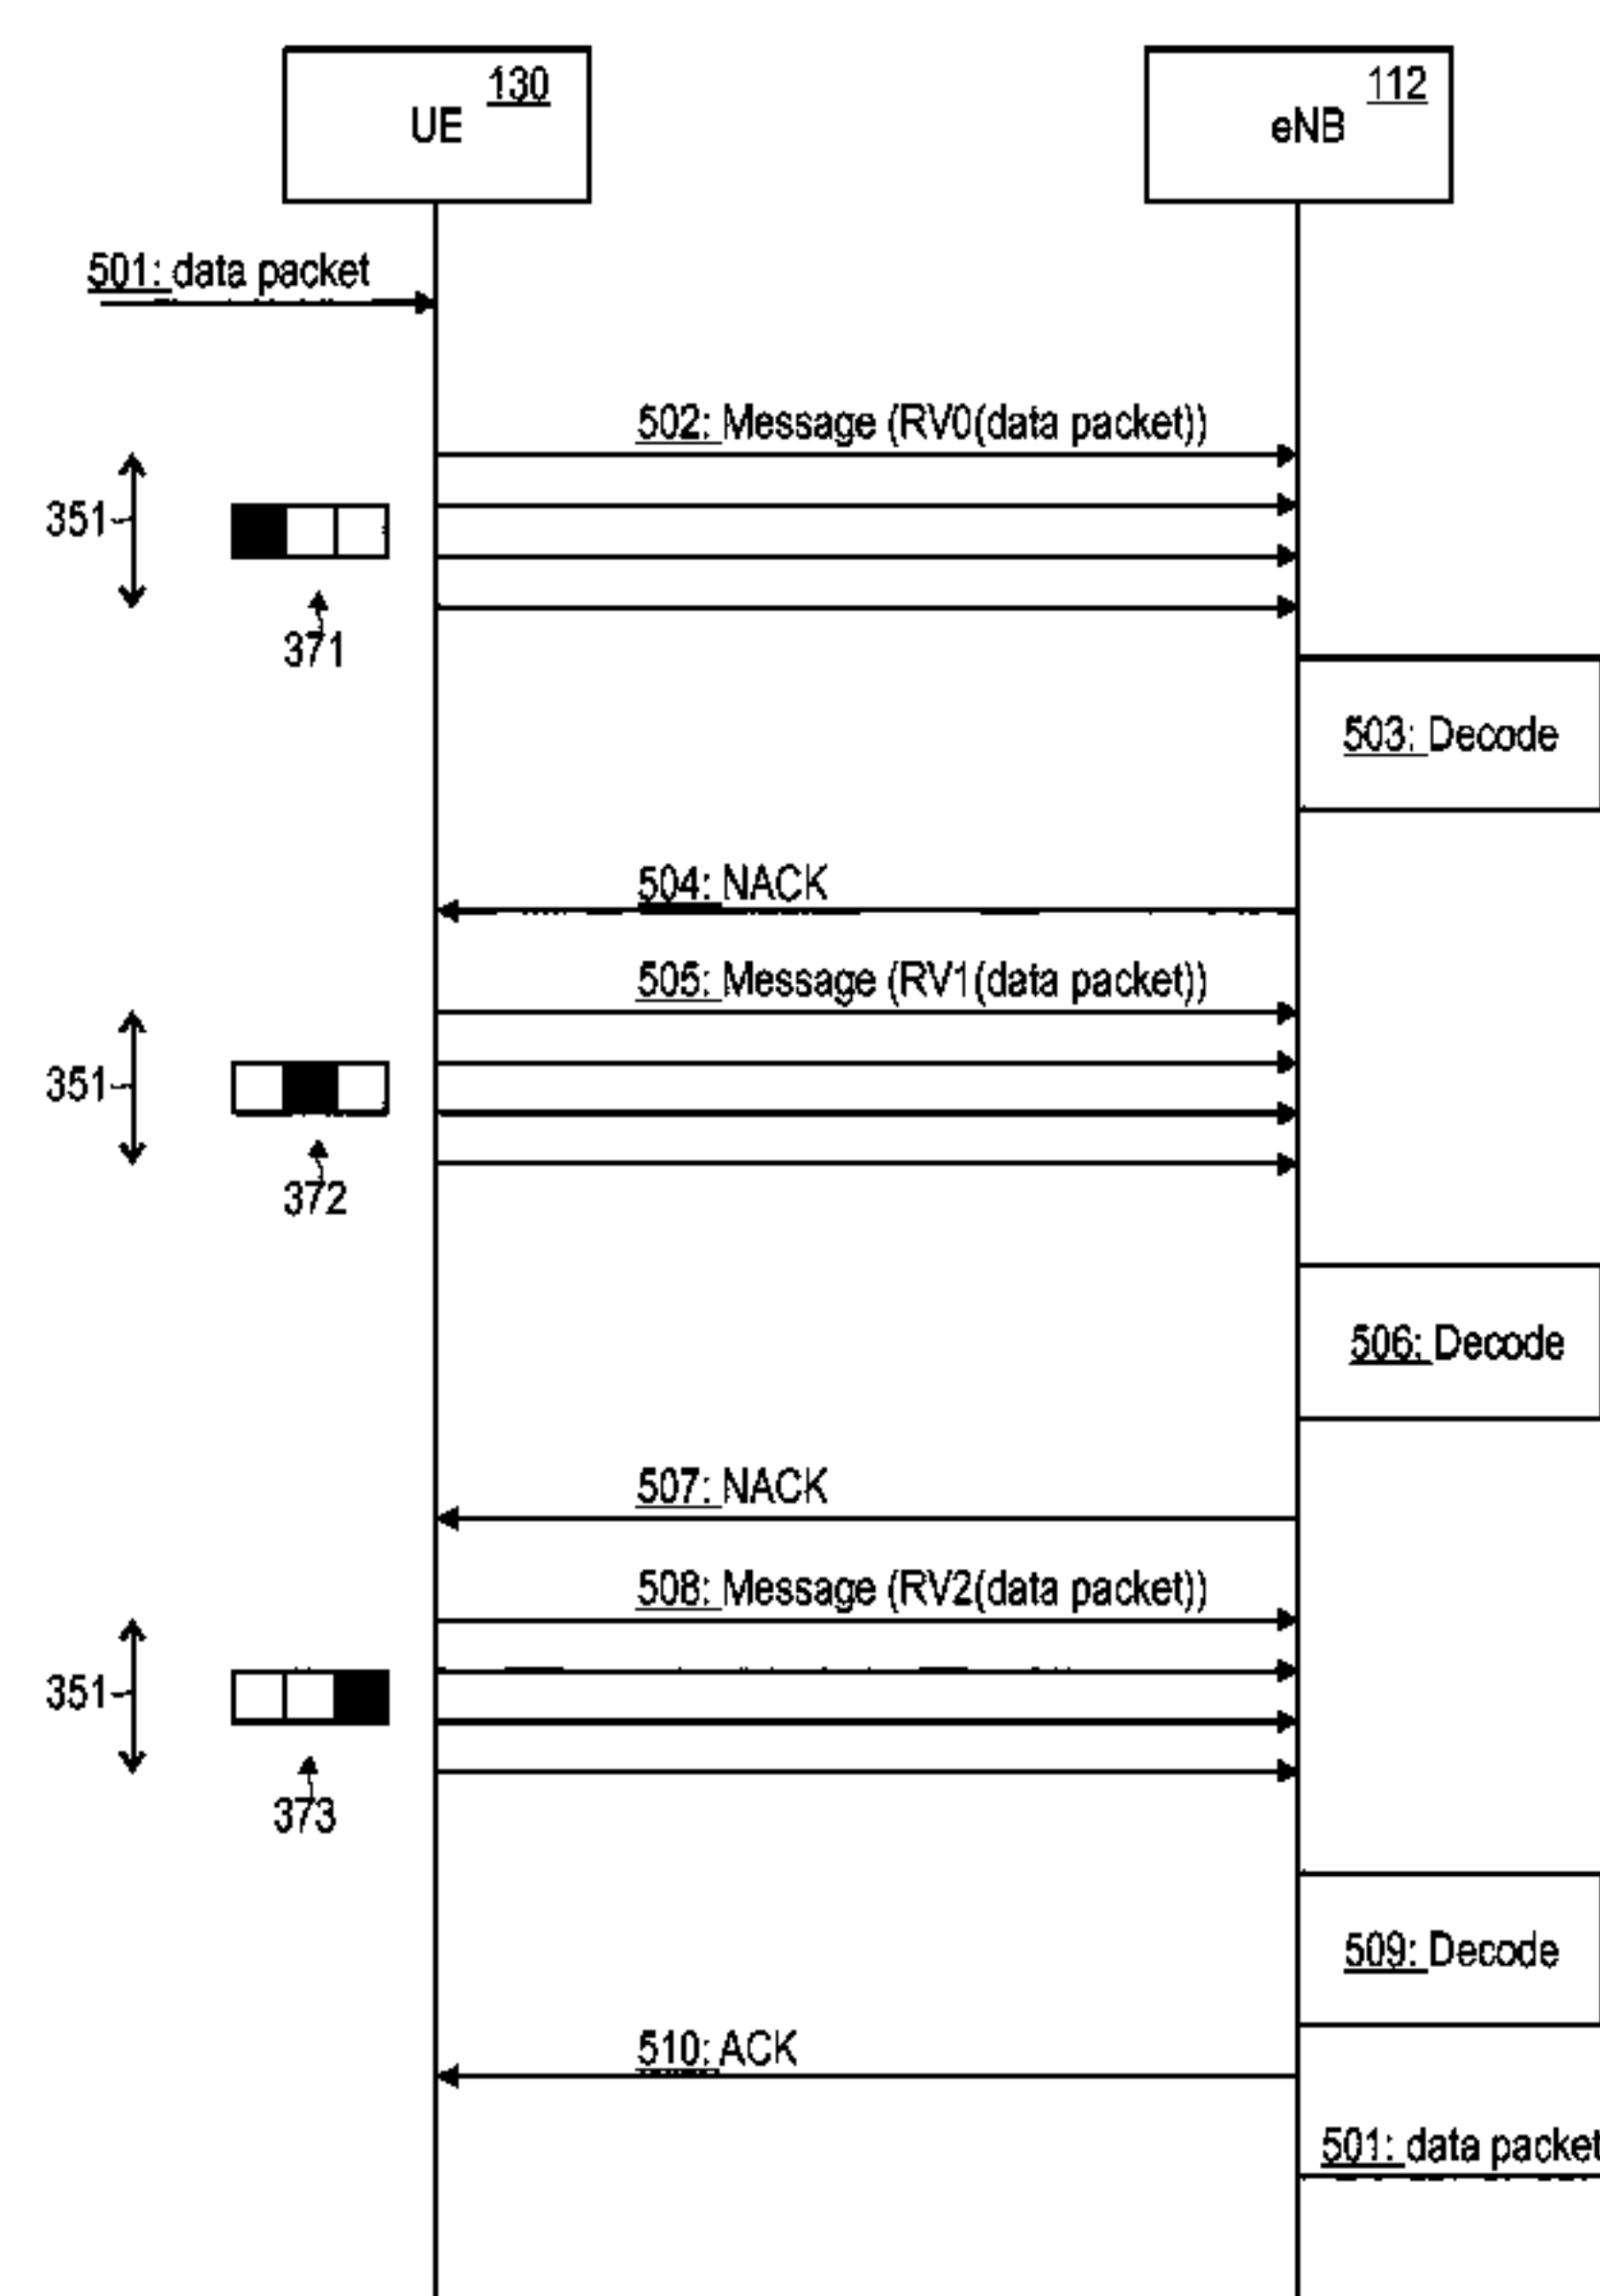 130
UE
112
eNB
501: data packet
502: Message (RV0(data packet))
351
371
503: Decode
504: NACK
505: Message (RV1(data packet))
351
372
506: Decode
507: NACK
508: Message (RV2(data packet))
351
373
509: Decode
510: ACK
501: data packet